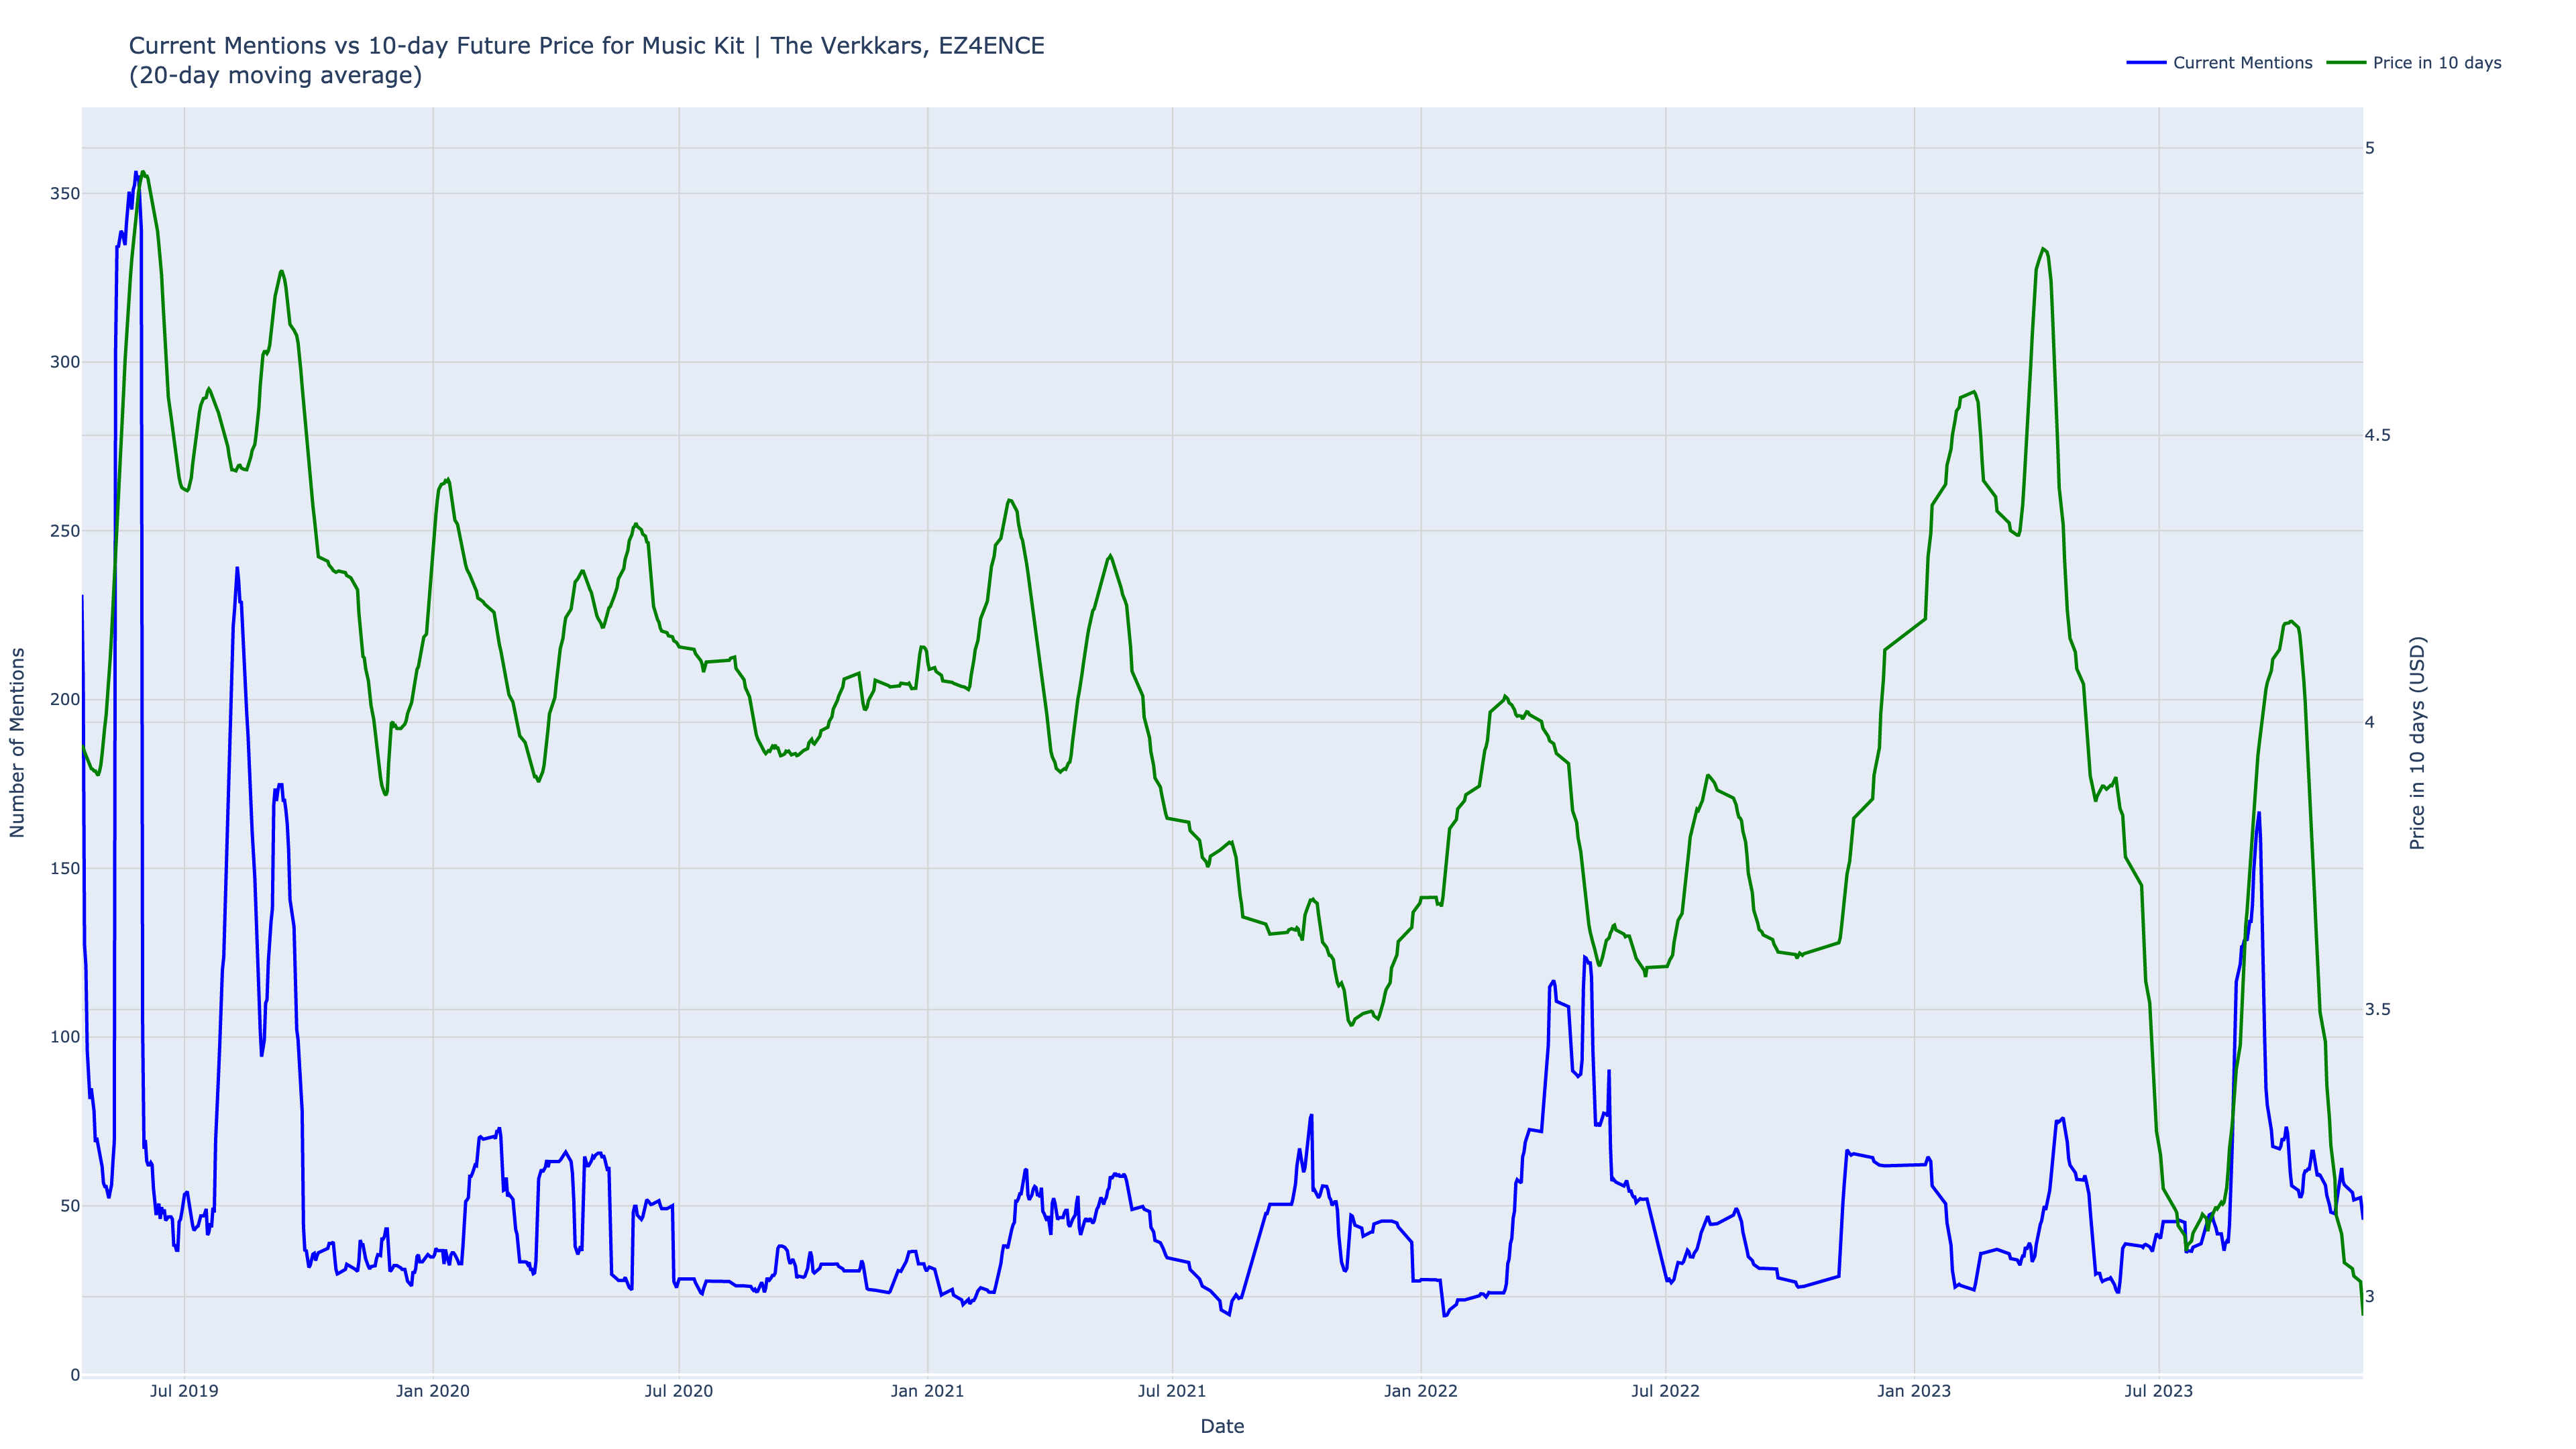 Current Mentions vs 10-day Future Price for Music Kit | The Verkkars, EZ4ENCE
(20-day moving average)
Current Mentions
Price in 10 days
350
300
250
200
150
100
50
0
Number of Mentions
5
4.5
4
3.5
3
Price in 10 days (USD)
Jul 2019
Jan 2020
Jul 2020
Jan 2021
Jul 2021
Jan 2022
Jul 2022
Jan 2023
Jul 2023
Date